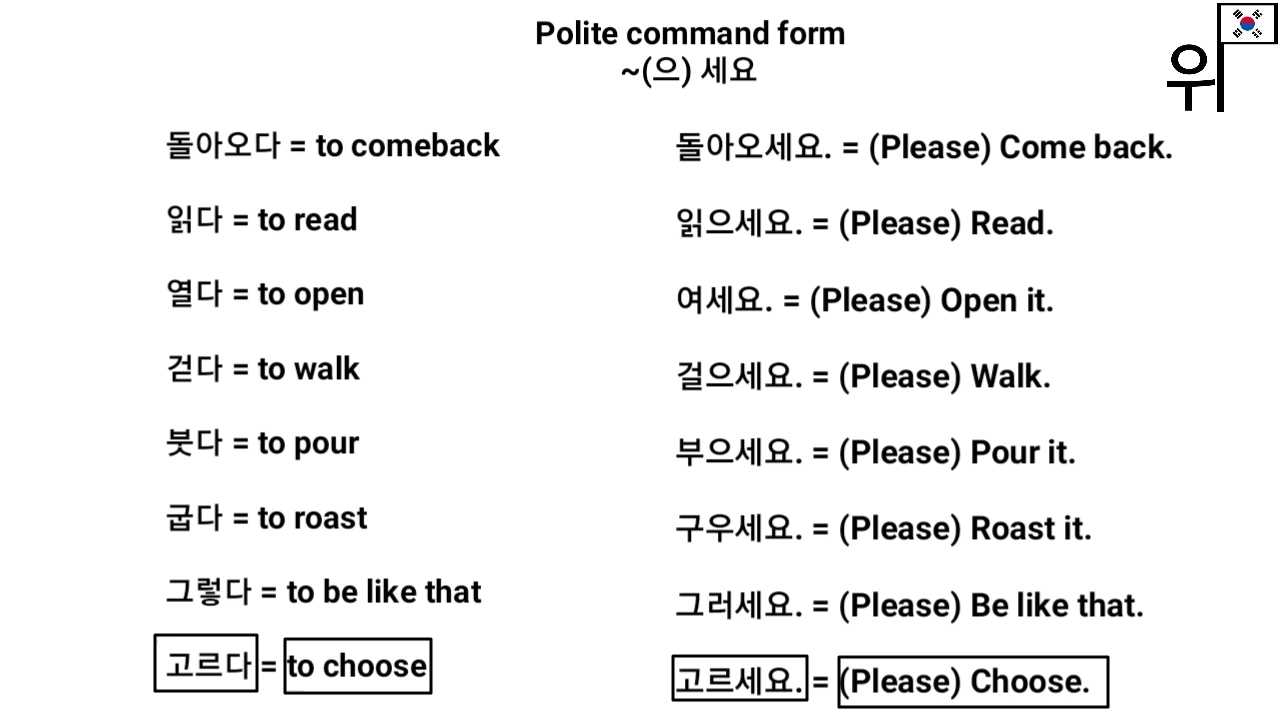 Polite command form
~(으) 세요
우
돌아오다 = to comeback
읽다 = to read
열다 = to open
걷다 = to walk
붓다 = to pour
굽다 = to roast
그렇다 = to be like that
고르다 = to choose
돌아오세요. = (Please) Come back.
읽으세요. = (Please) Read.
여세요. = (Please) Open it.
걸으세요. = (Please) Walk.
부으세요. = (Please) Pour it.
구우세요. = (Please) Roast it.
그러세요. = (Please) Be like that.
고르세요. = (Please) Choose.